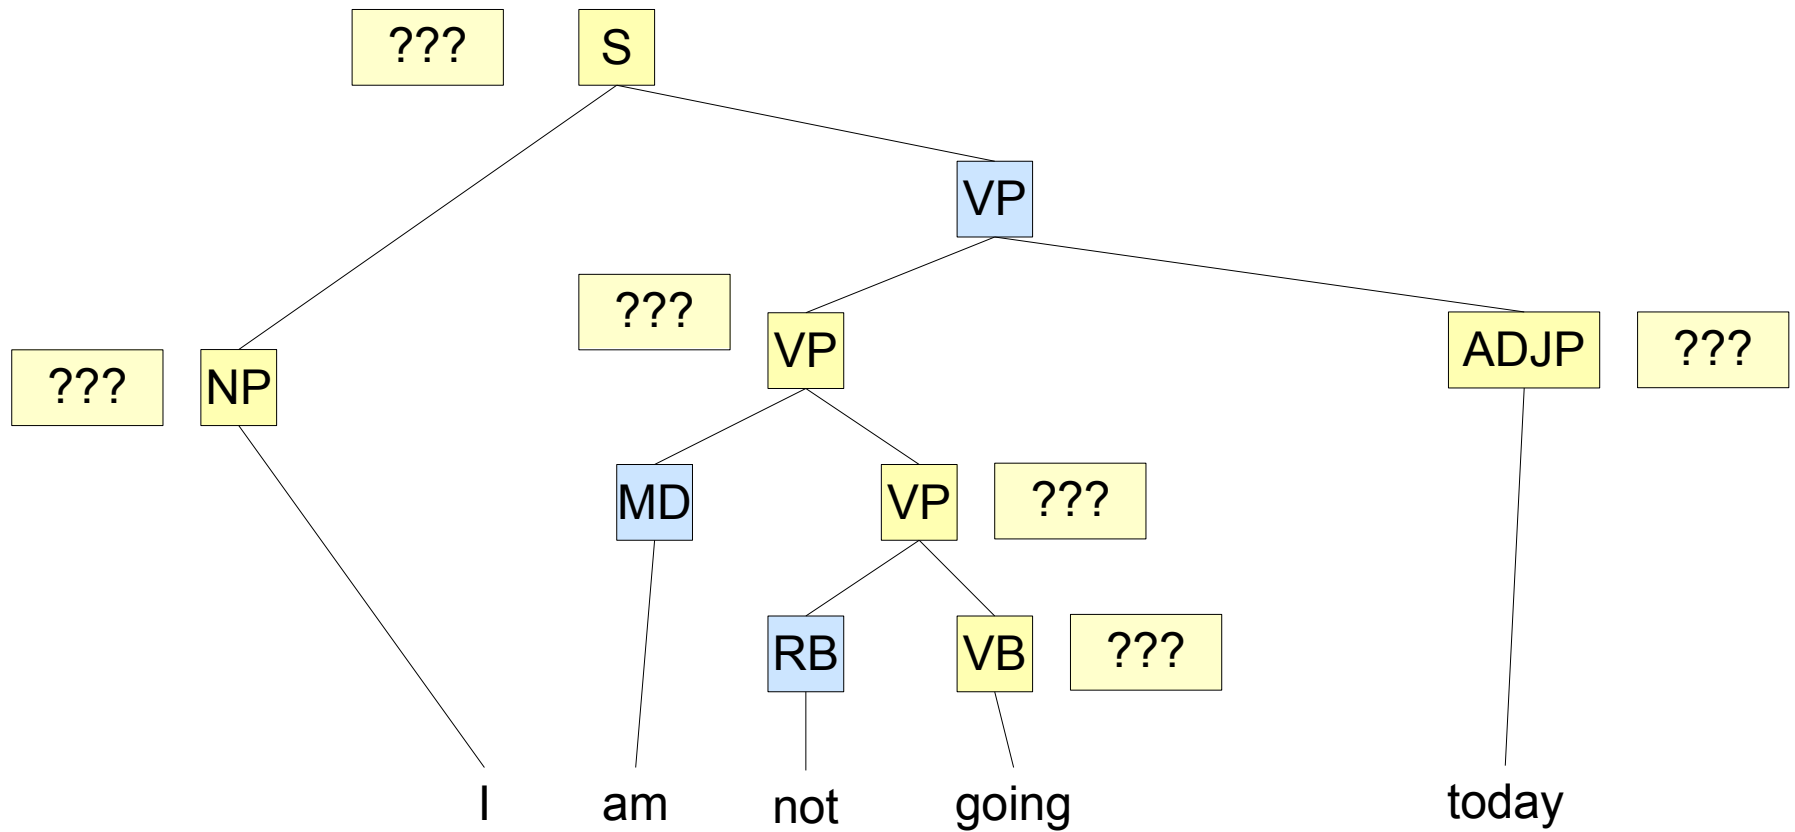 ??? S
VP
???
VP
ADJP ???
??? NP
MD VP ???
RB VB ???
I am not going today